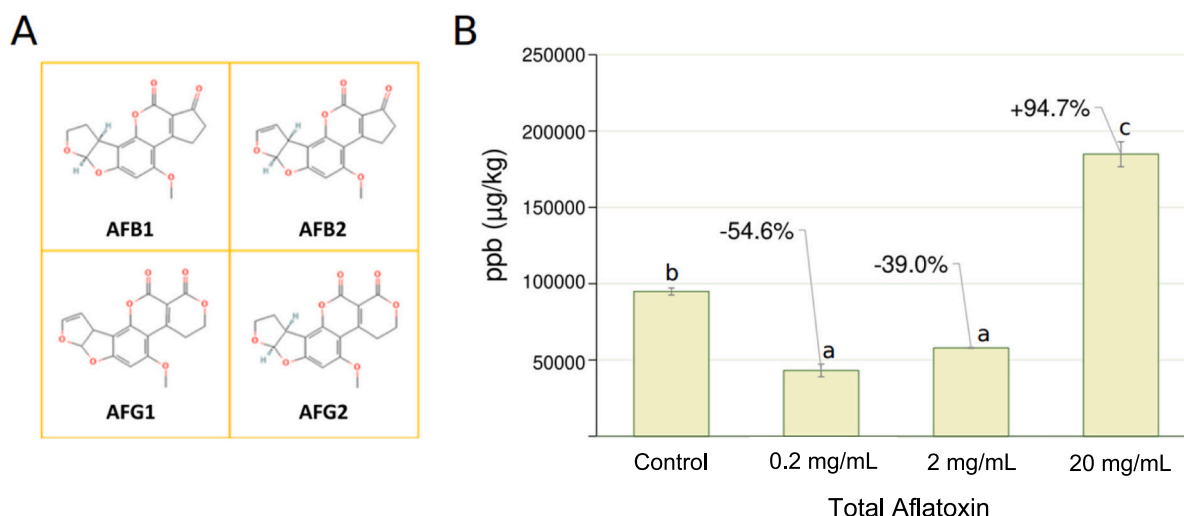 A
B
AFB1
AFB2
AFG1
AFG2
ppb (µg/kg)
250000
200000
150000
100000
50000
b
-54.6%
a
-39.0%
a
+94.7%
c
Control
0.2 mg/mL
2 mg/mL
20 mg/mL
Total Aflatoxin
O
O
O
O
H
O
H
O
O
O
O
O
H
O
H
O
O
O
O
O
O
O
O
O
O
O
O
O
H
O
H
O
O